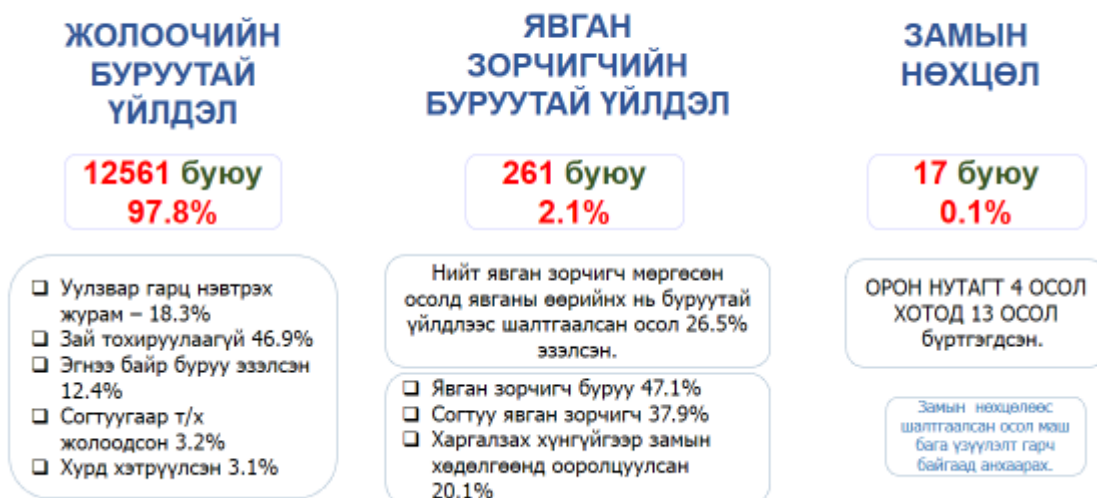 ЖОЛООЧИЙН
БУРУУТАЙ
ҮЙЛДЭЛ
12561 буюу
97.8%
❑ Уулзвар гарц нэвтрэх
журам – 18.3%
❑ Зай тохируулаагүй 46.9%
❑ Эгнээ байр буруу эзэлсэн
12.4%
❑ Согтуугаар т/х
жолоодсон 3.2%
❑ Хурд хэтрүүлсэн 3.1%
ЯВГАН
ЗОРЧИГЧИЙН
БУРУУТАЙ ҮЙЛДЭЛ
261 буюу
2.1%
Нийт явган зорчигч мөргөсөн
осолд явганы өөрийнх нь буруутай
үйлдлээс шалтгаалсан осол 26.5%
эзэлсэн.
❑ Явган зорчигч буруу 47.1%
❑ Согтуу явган зорчигч 37.9%
❑ Харгалзах хүнгүйгээр замын
хөдөлгөөнд ооролцуулсан
20.1%
ЗАМЫН
НӨХЦӨЛ
17 буюу
0.1%
ОРОН НУТАГТ 4 ОСОЛ
ХОТОД 13 ОСОЛ
бүртгэгдсэн.
Замын нөхцөлөөс
шалтгаалсан осол маш
бага үзүүлэлт гарч
байгаад анхаарах.